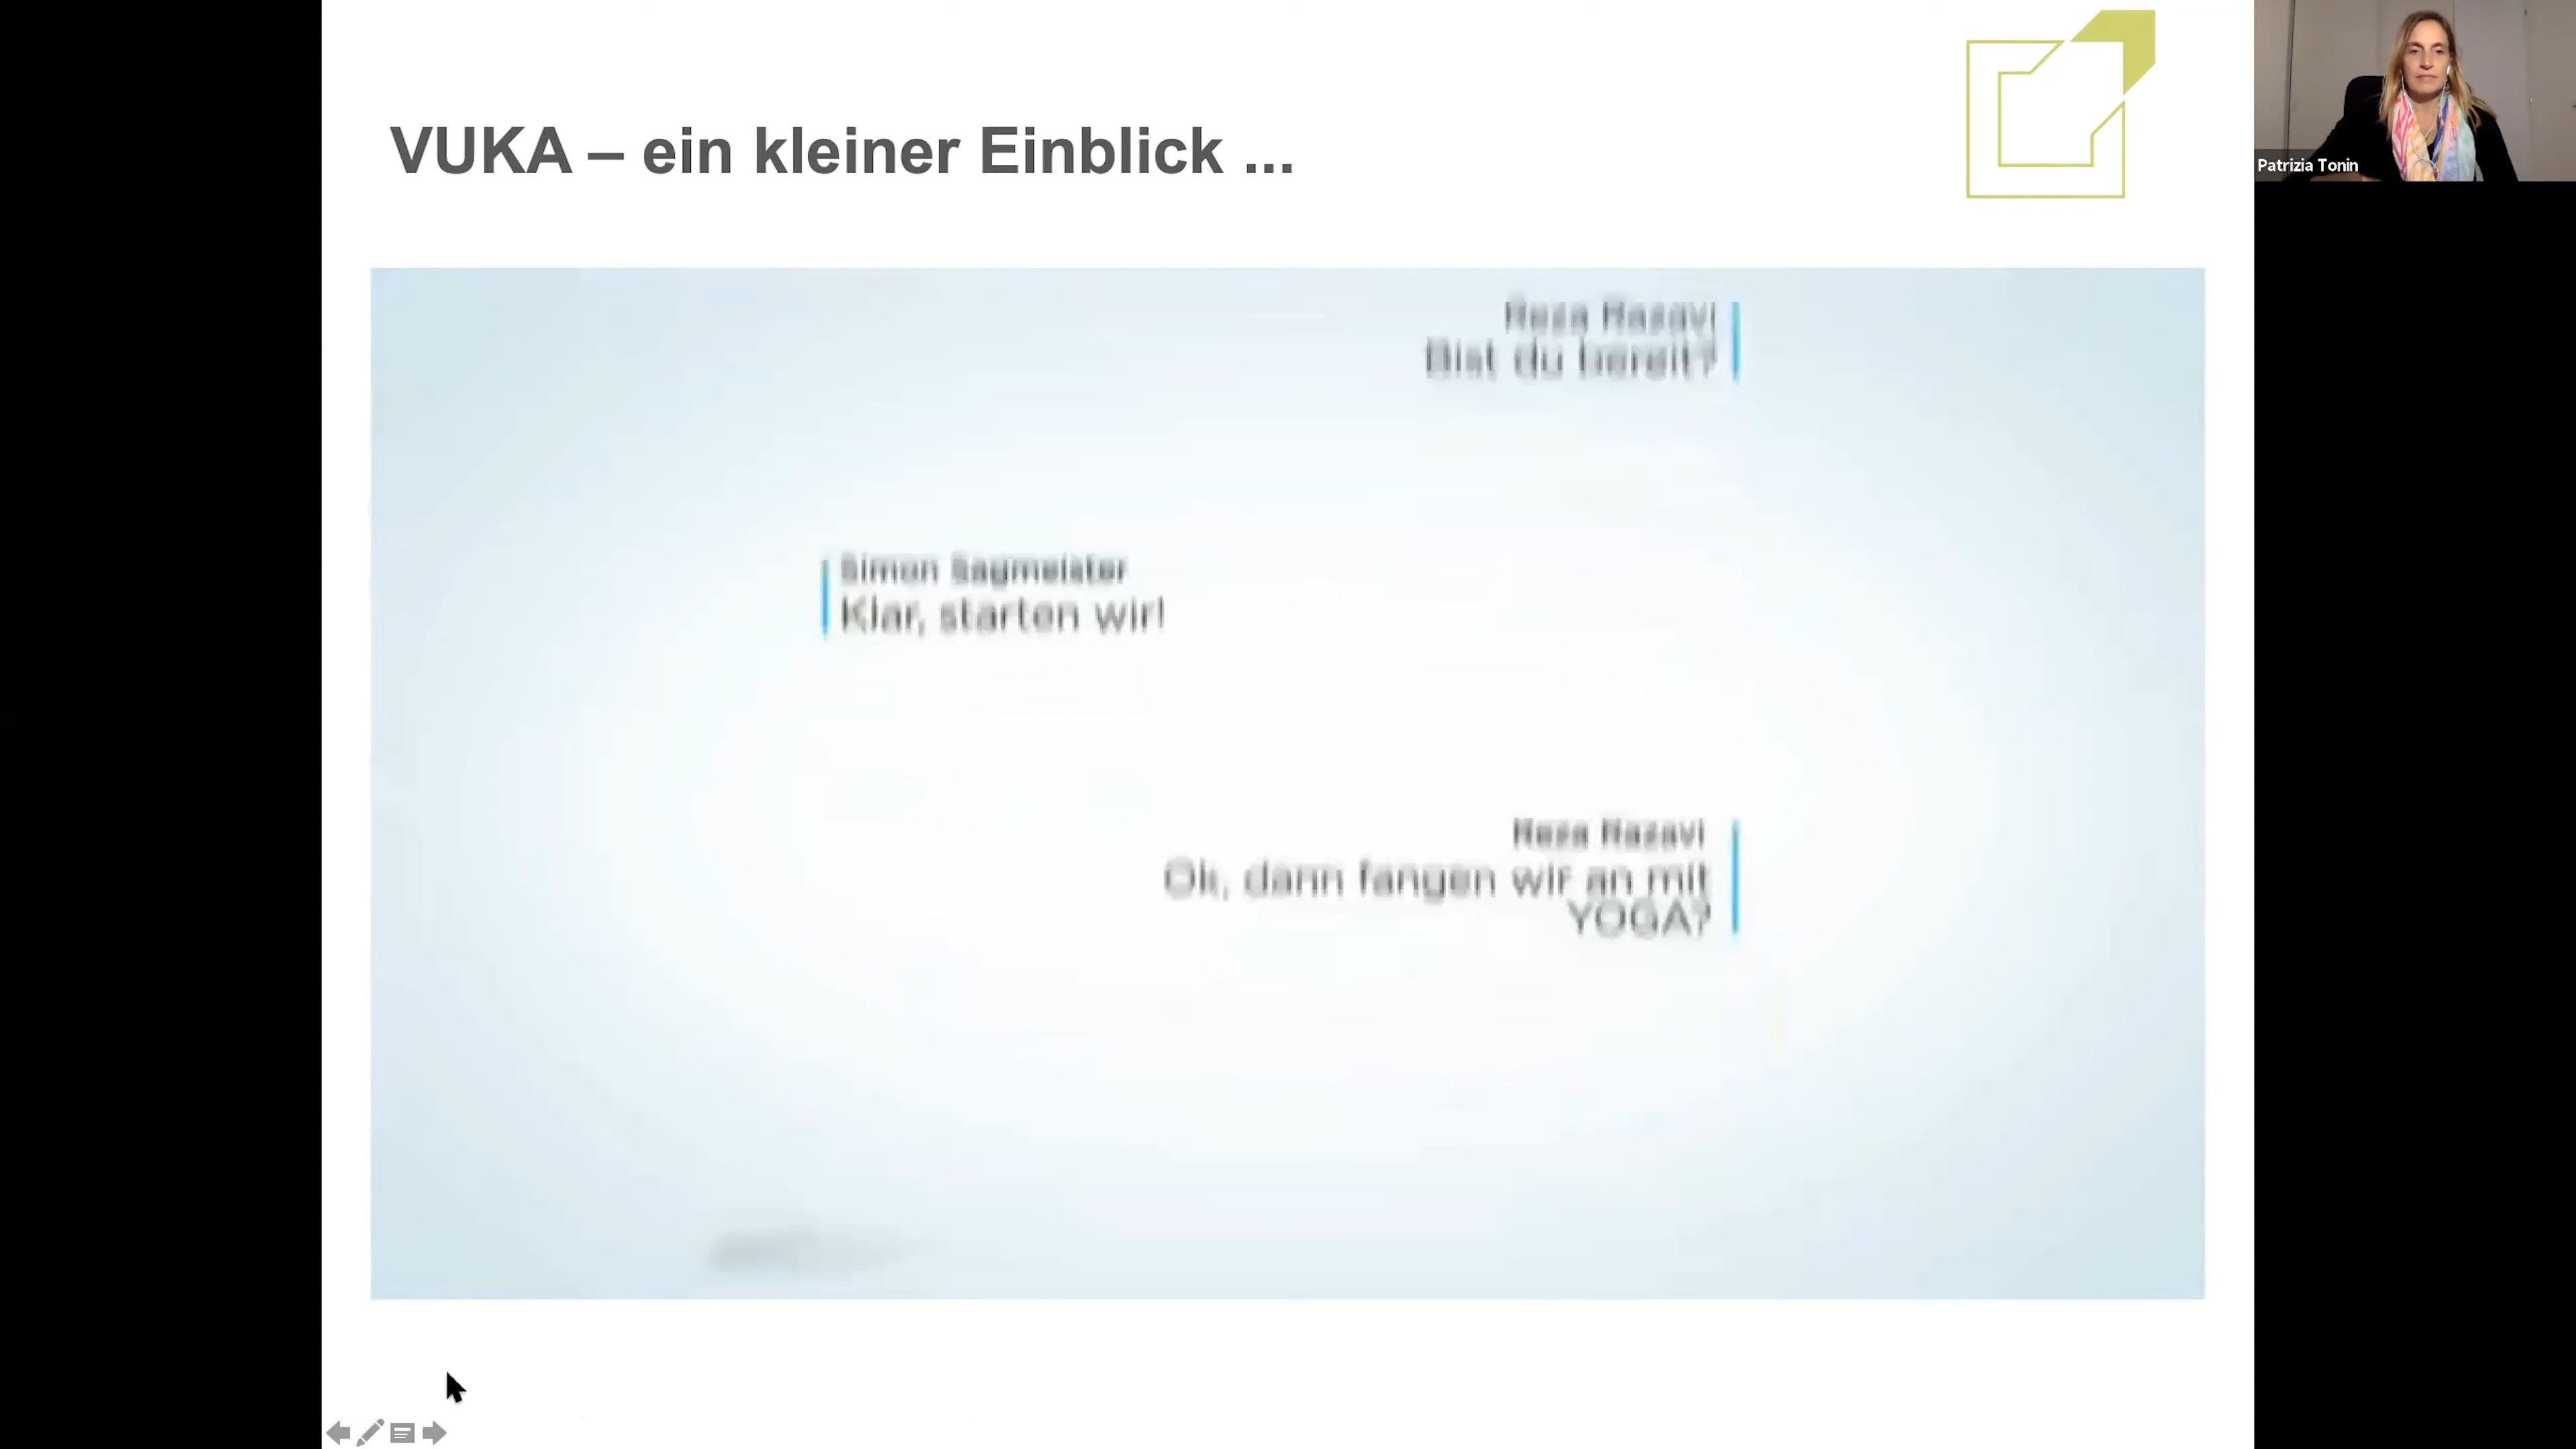 VUKA – ein kleiner Einblick ...
Patrizia Tonin
Reza Razavi
Bist du bereit?
Simon Sagmeister
Klar, starten wir!
Reza Razavi
Ok, dann fangen wir an mit
YOGA?